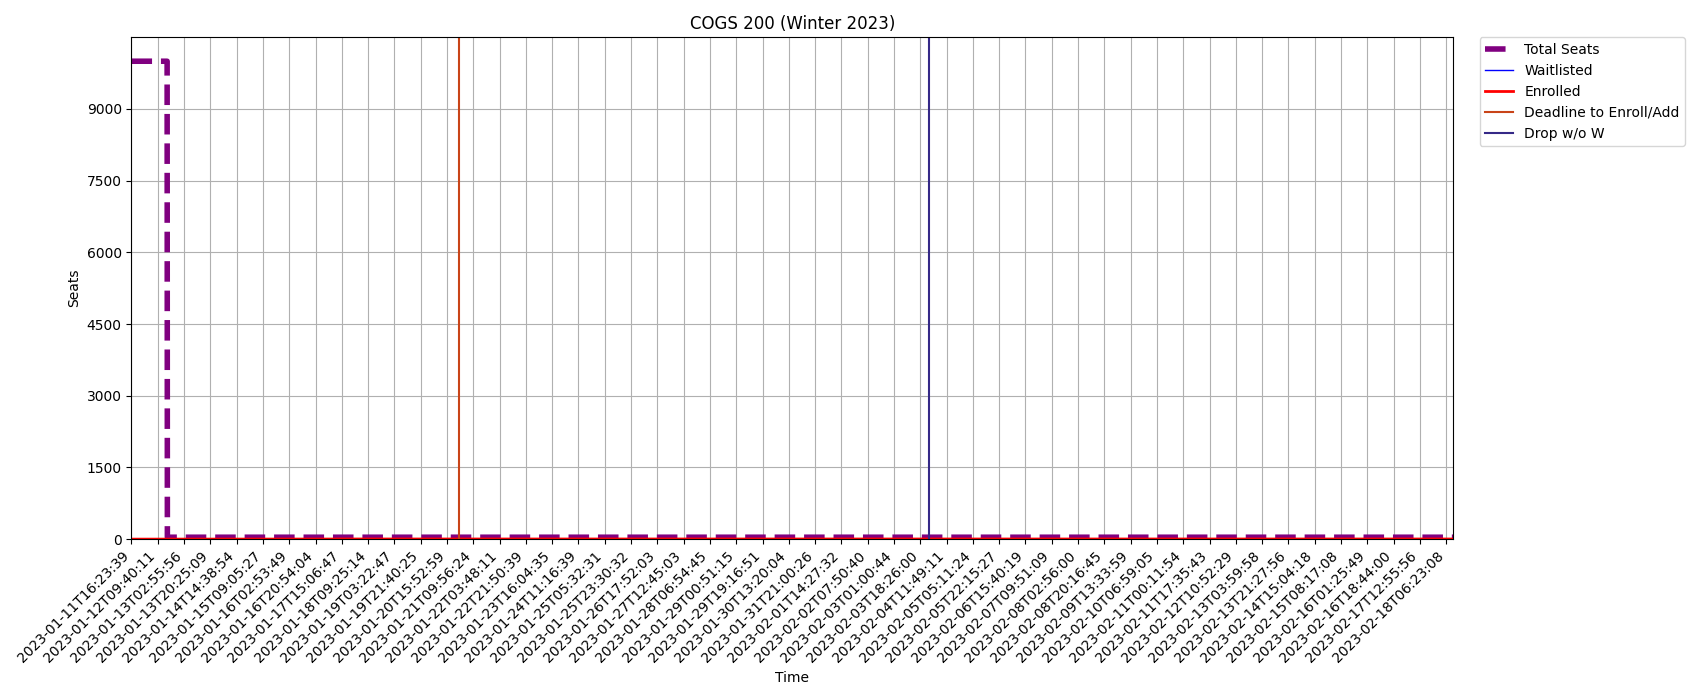 COGS 200 (Winter 2023)
Total Seats
Waitlisted
Enrolled
Deadline to Enroll/Add
Drop w/o W
Seats
9000
7500
6000
4500
3000
1500
0
2023-01-11T16:23:39
2023-01-12T09:40:11
2023-01-13T02:55:56
2023-01-13T20:25:09
2023-01-14T14:38:54
2023-01-15T09:05:27
2023-01-16T02:53:49
2023-01-16T20:54:04
2023-01-17T15:06:47
2023-01-18T09:25:14
2023-01-19T03:22:47
2023-01-19T21:40:25
2023-01-20T15:52:59
2023-01-21T09:56:24
2023-01-22T03:48:11
2023-01-22T21:50:39
2023-01-23T16:04:35
2023-01-24T11:16:39
2023-01-25T05:32:31
2023-01-25T23:30:32
2023-01-26T17:52:03
2023-01-27T12:45:03
2023-01-28T06:54:45
2023-01-29T00:51:15
2023-01-29T19:16:51
2023-01-30T13:20:04
2023-01-31T21:00:26
2023-02-01T14:27:32
2023-02-02T07:50:40
2023-02-03T01:00:44
2023-02-03T18:26:00
2023-02-04T11:49:11
2023-02-05T05:11:24
2023-02-05T22:15:27
2023-02-06T15:40:19
2023-02-07T09:51:09
2023-02-08T02:56:00
2023-02-08T20:16:45
2023-02-09T13:33:59
2023-02-10T06:59:05
2023-02-11T00:11:54
2023-02-11T17:35:43
2023-02-12T10:52:29
2023-02-13T03:59:58
2023-02-13T21:27:56
2023-02-14T15:04:18
2023-02-15T08:17:08
2023-02-16T01:25:49
2023-02-16T18:44:00
2023-02-17T12:55:56
2023-02-18T06:23:08
Time